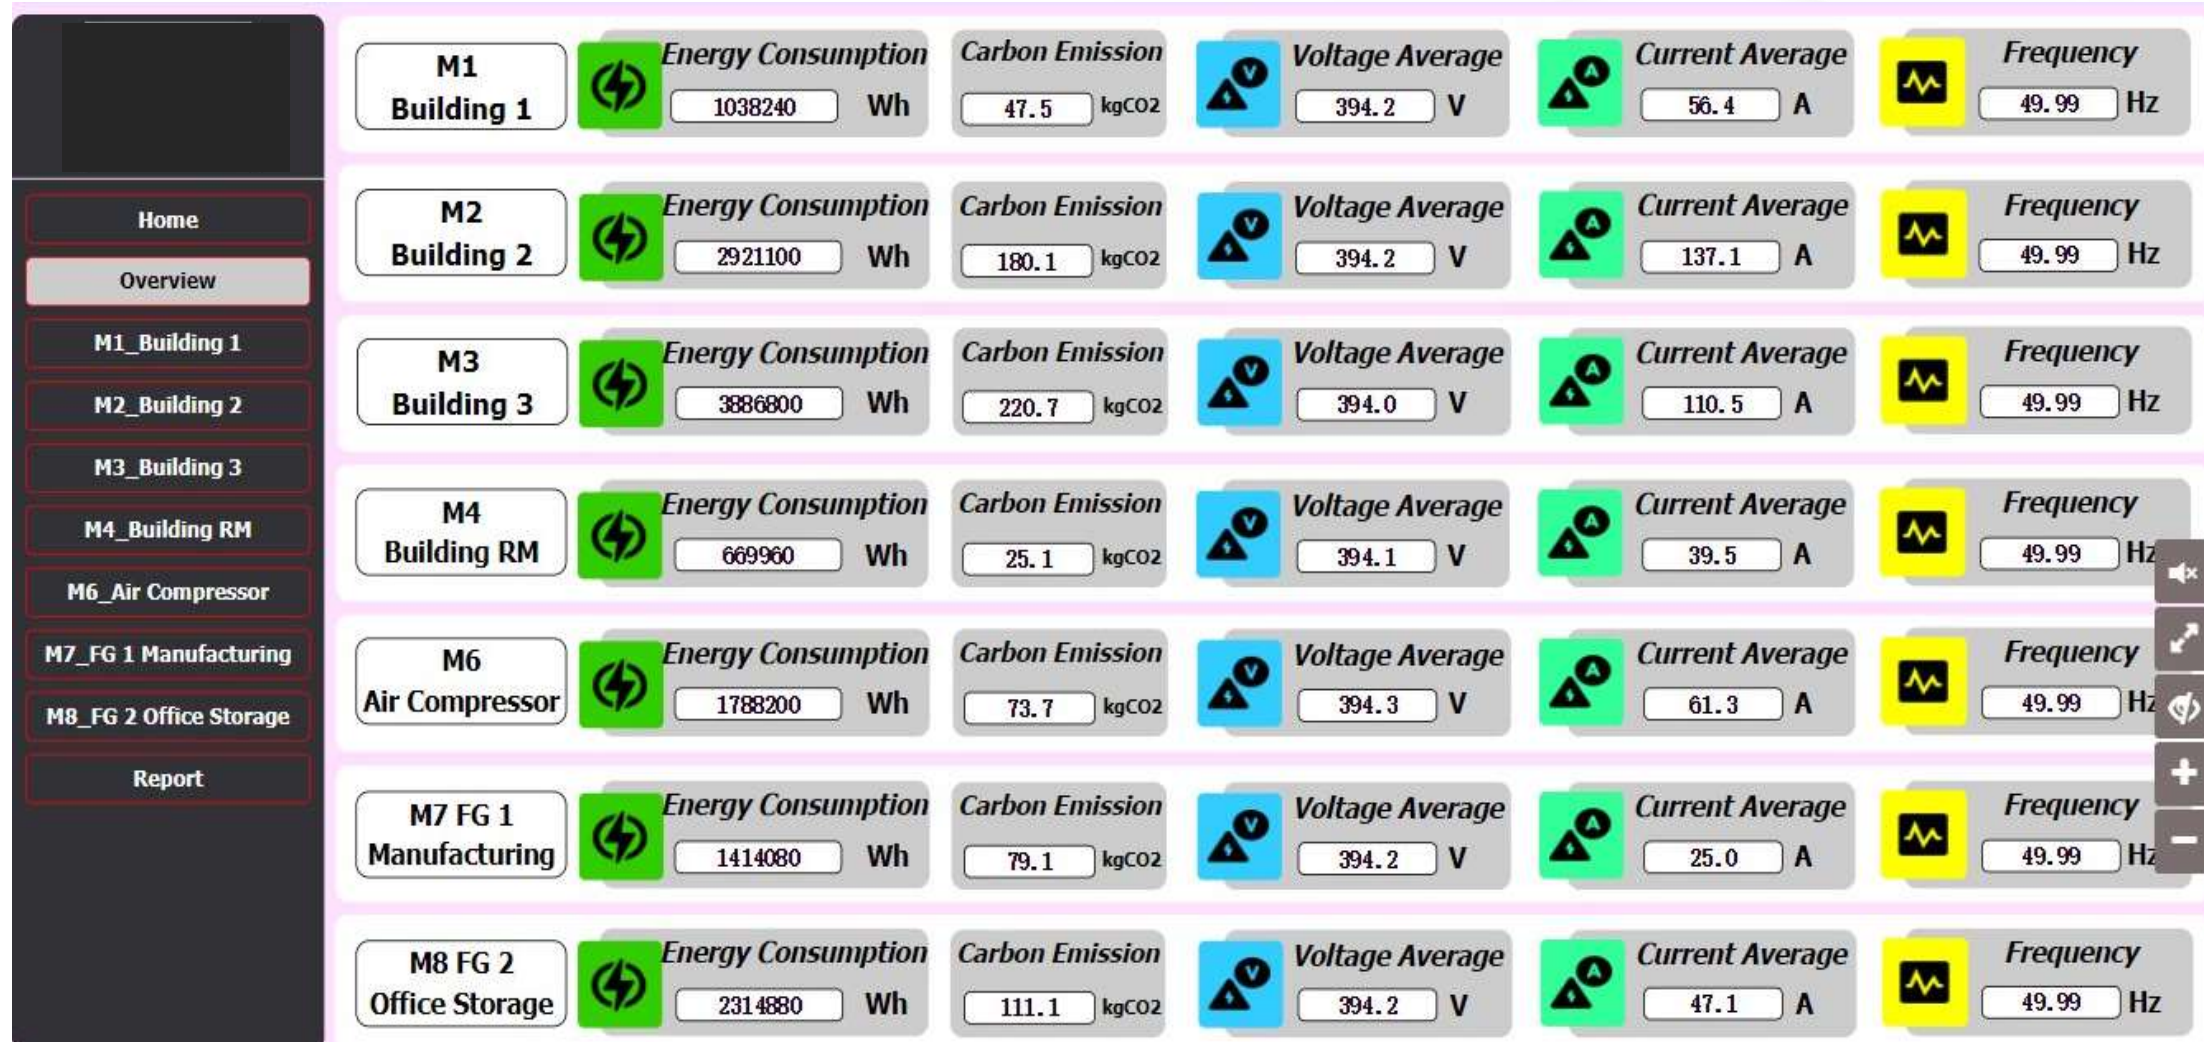 Home
Overview
M1_Building 1
M2_Building 2
M3_Building 3
M4_Building RM
M6_Air Compressor
M7_FG 1 Manufacturing
M8_FG 2 Office Storage
Report
M1
Building 1
Energy Consumption
1038240 Wh
Carbon Emission
47.5 kgCO2
Voltage Average
394.2 V
Current Average
56.4 A
Frequency
49.99 Hz
M2
Building 2
Energy Consumption
2921100 Wh
Carbon Emission
180.1 kgCO2
Voltage Average
394.2 V
Current Average
137.1 A
Frequency
49.99 Hz
M3
Building 3
Energy Consumption
3886800 Wh
Carbon Emission
220.7 kgCO2
Voltage Average
394.0 V
Current Average
110.5 A
Frequency
49.99 Hz
M4
Building RM
Energy Consumption
669960 Wh
Carbon Emission
25.1 kgCO2
Voltage Average
394.1 V
Current Average
39.5 A
Frequency
49.99 Hz
M6
Air Compressor
Energy Consumption
1788200 Wh
Carbon Emission
73.7 kgCO2
Voltage Average
394.3 V
Current Average
61.3 A
Frequency
49.99 Hz
M7 FG 1
Manufacturing
Energy Consumption
1414080 Wh
Carbon Emission
79.1 kgCO2
Voltage Average
394.2 V
Current Average
25.0 A
Frequency
49.99 Hz
M8 FG 2
Office Storage
Energy Consumption
2314880 Wh
Carbon Emission
111.1 kgCO2
Voltage Average
394.2 V
Current Average
47.1 A
Frequency
49.99 Hz